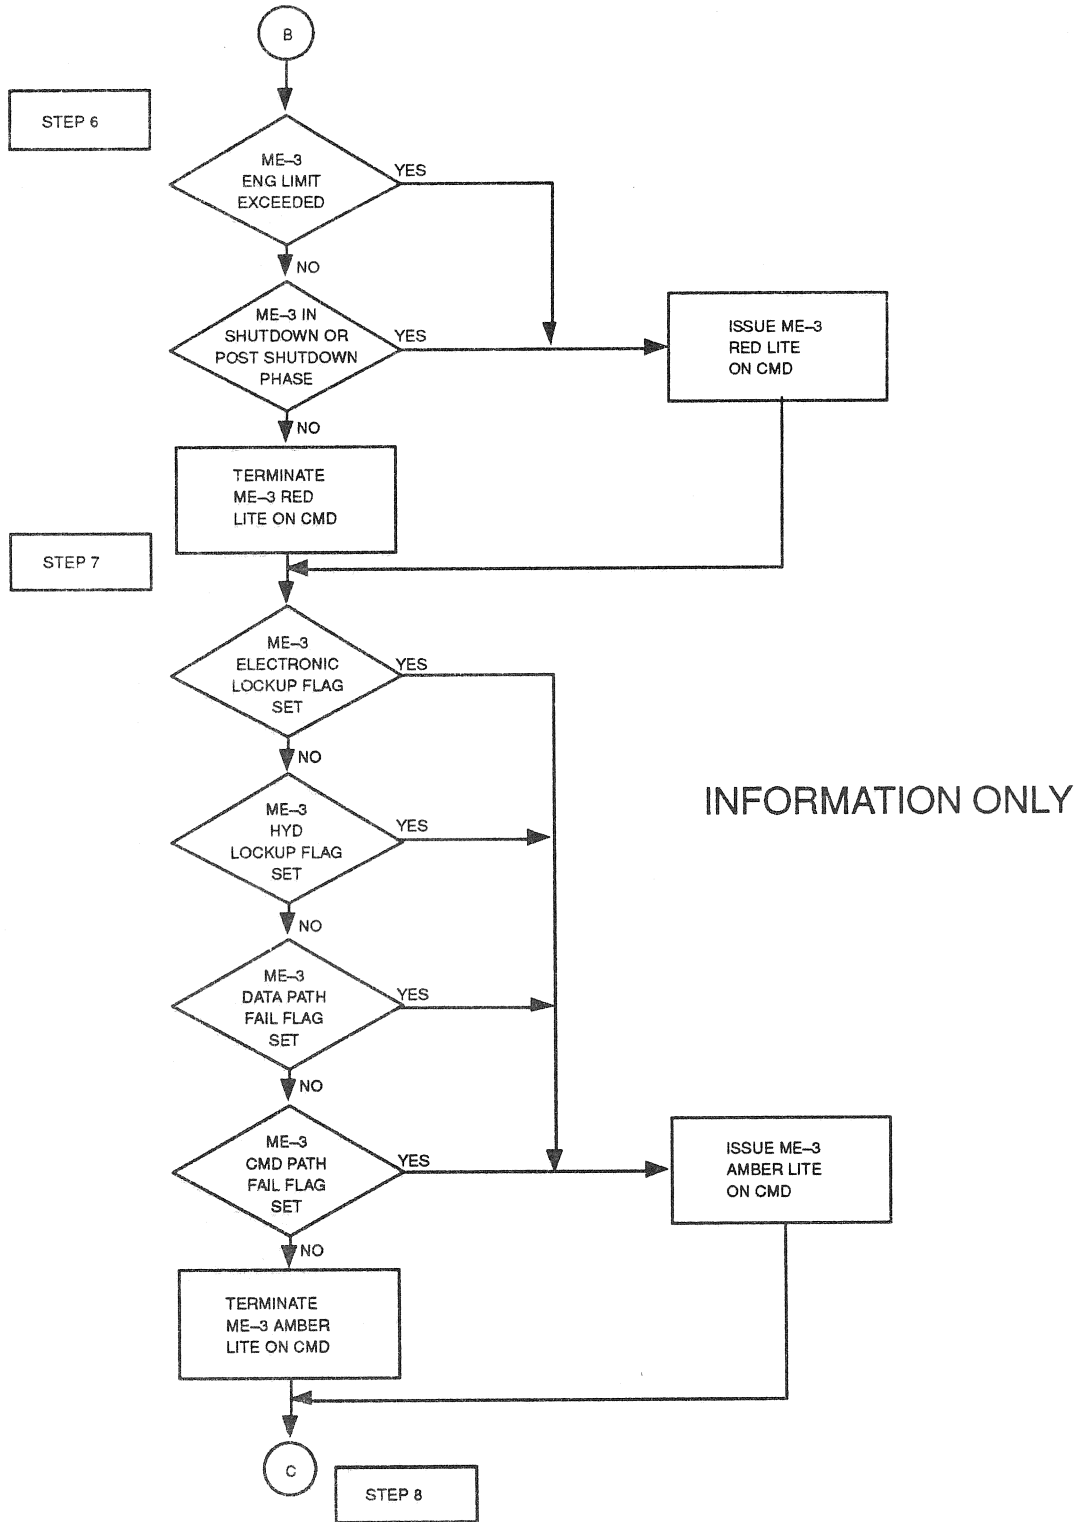 B
STEP 6
ME–3
ENG LIMIT
EXCEEDED
YES
NO
ME–3 IN
SHUTDOWN OR
POST SHUTDOWN
PHASE
YES
ISSUE ME–3
RED LITE
ON CMD
NO
TERMINATE
ME–3 RED
LITE ON CMD
STEP 7
ME–3
ELECTRONIC
LOCKUP FLAG
SET
YES
NO
ME–3
HYD
LOCKUP FLAG
SET
YES
INFORMATION ONLY
NO
ME–3
DATA PATH
FAIL FLAG
SET
YES
NO
ME–3
CMD PATH
FAIL FLAG
SET
YES
ISSUE ME–3
AMBER LITE
ON CMD
NO
TERMINATE
ME–3 AMBER
LITE ON CMD
C
STEP 8